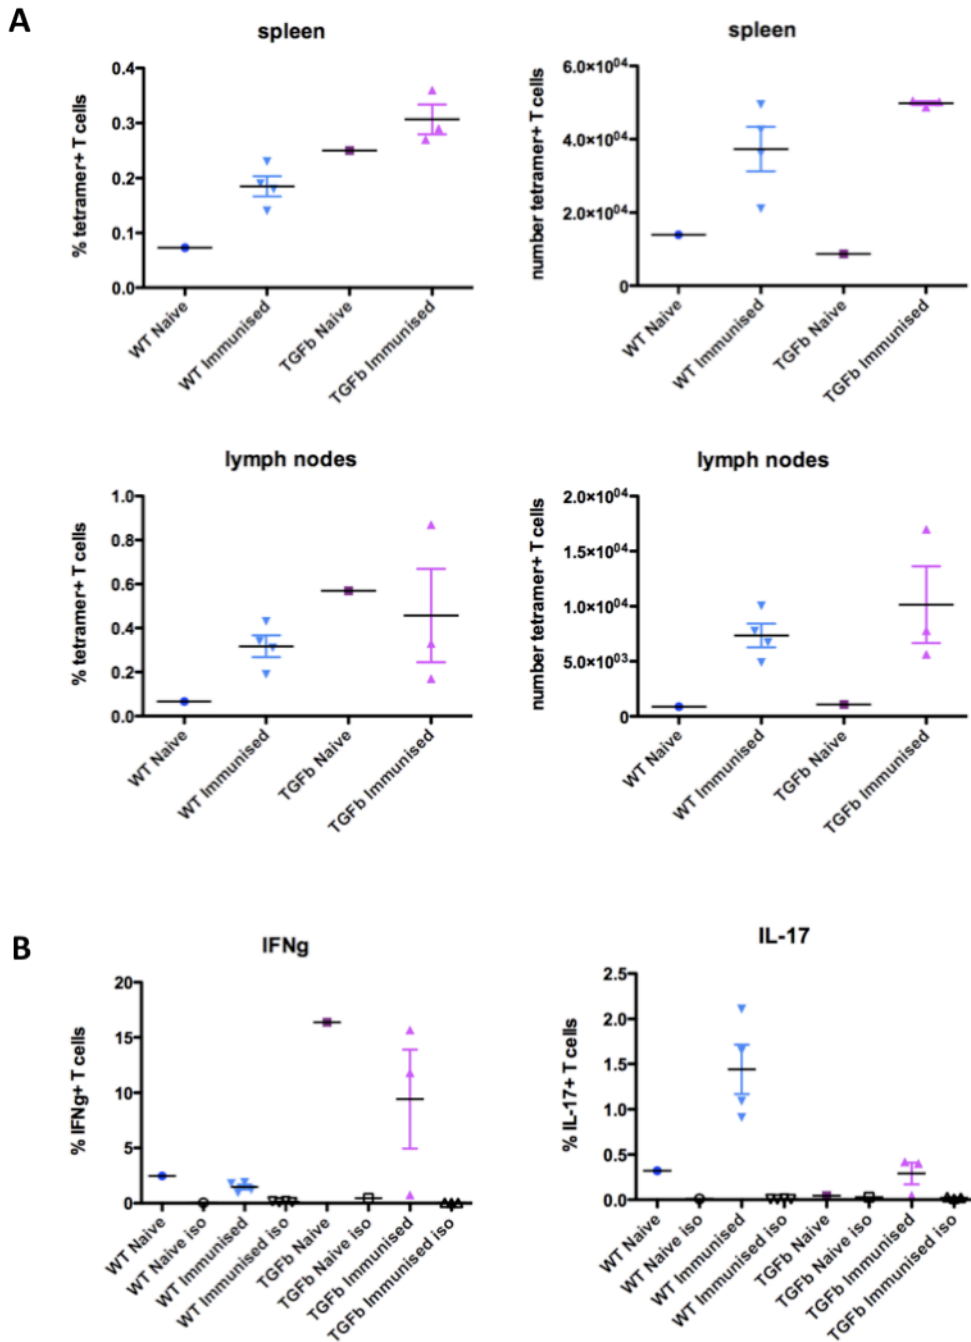 A
spleen
% tetramer+ T cells
0.4
0.3
0.2
0.1
0.0
WT Naive
WT Immunised
TGFb Naive
TGFb Immunised
spleen
number tetramer+ T cells
6.0×10⁰⁴
4.0×10⁰⁴
2.0×10⁰⁴
0
WT Naive
WT Immunised
TGFb Naive
TGFb Immunised
lymph nodes
% tetramer+ T cells
1.0
0.8
0.6
0.4
0.2
0.0
WT Naive
WT Immunised
TGFb Naive
TGFb Immunised
lymph nodes
number tetramer+ T cells
2.0×10⁰⁴
1.5×10⁰⁴
1.0×10⁰⁴
5.0×10⁰³
0
WT Naive
WT Immunised
TGFb Naive
TGFb Immunised
B
IFNg
% IFNg+ T cells
20
15
10
5
0
WT Naive
WT Naive iso
WT Immunised
WT Immunised iso
TGFb Naive
TGFb Naive iso
TGFb Immunised
TGFb Immunised iso
IL-17
% IL-17+ T cells
2.5
2.0
1.5
1.0
0.5
0.0
WT Naive
WT Naive iso
WT Immunised
WT Immunised iso
TGFb Naive
TGFb Naive iso
TGFb Immunised
TGFb Immunised iso